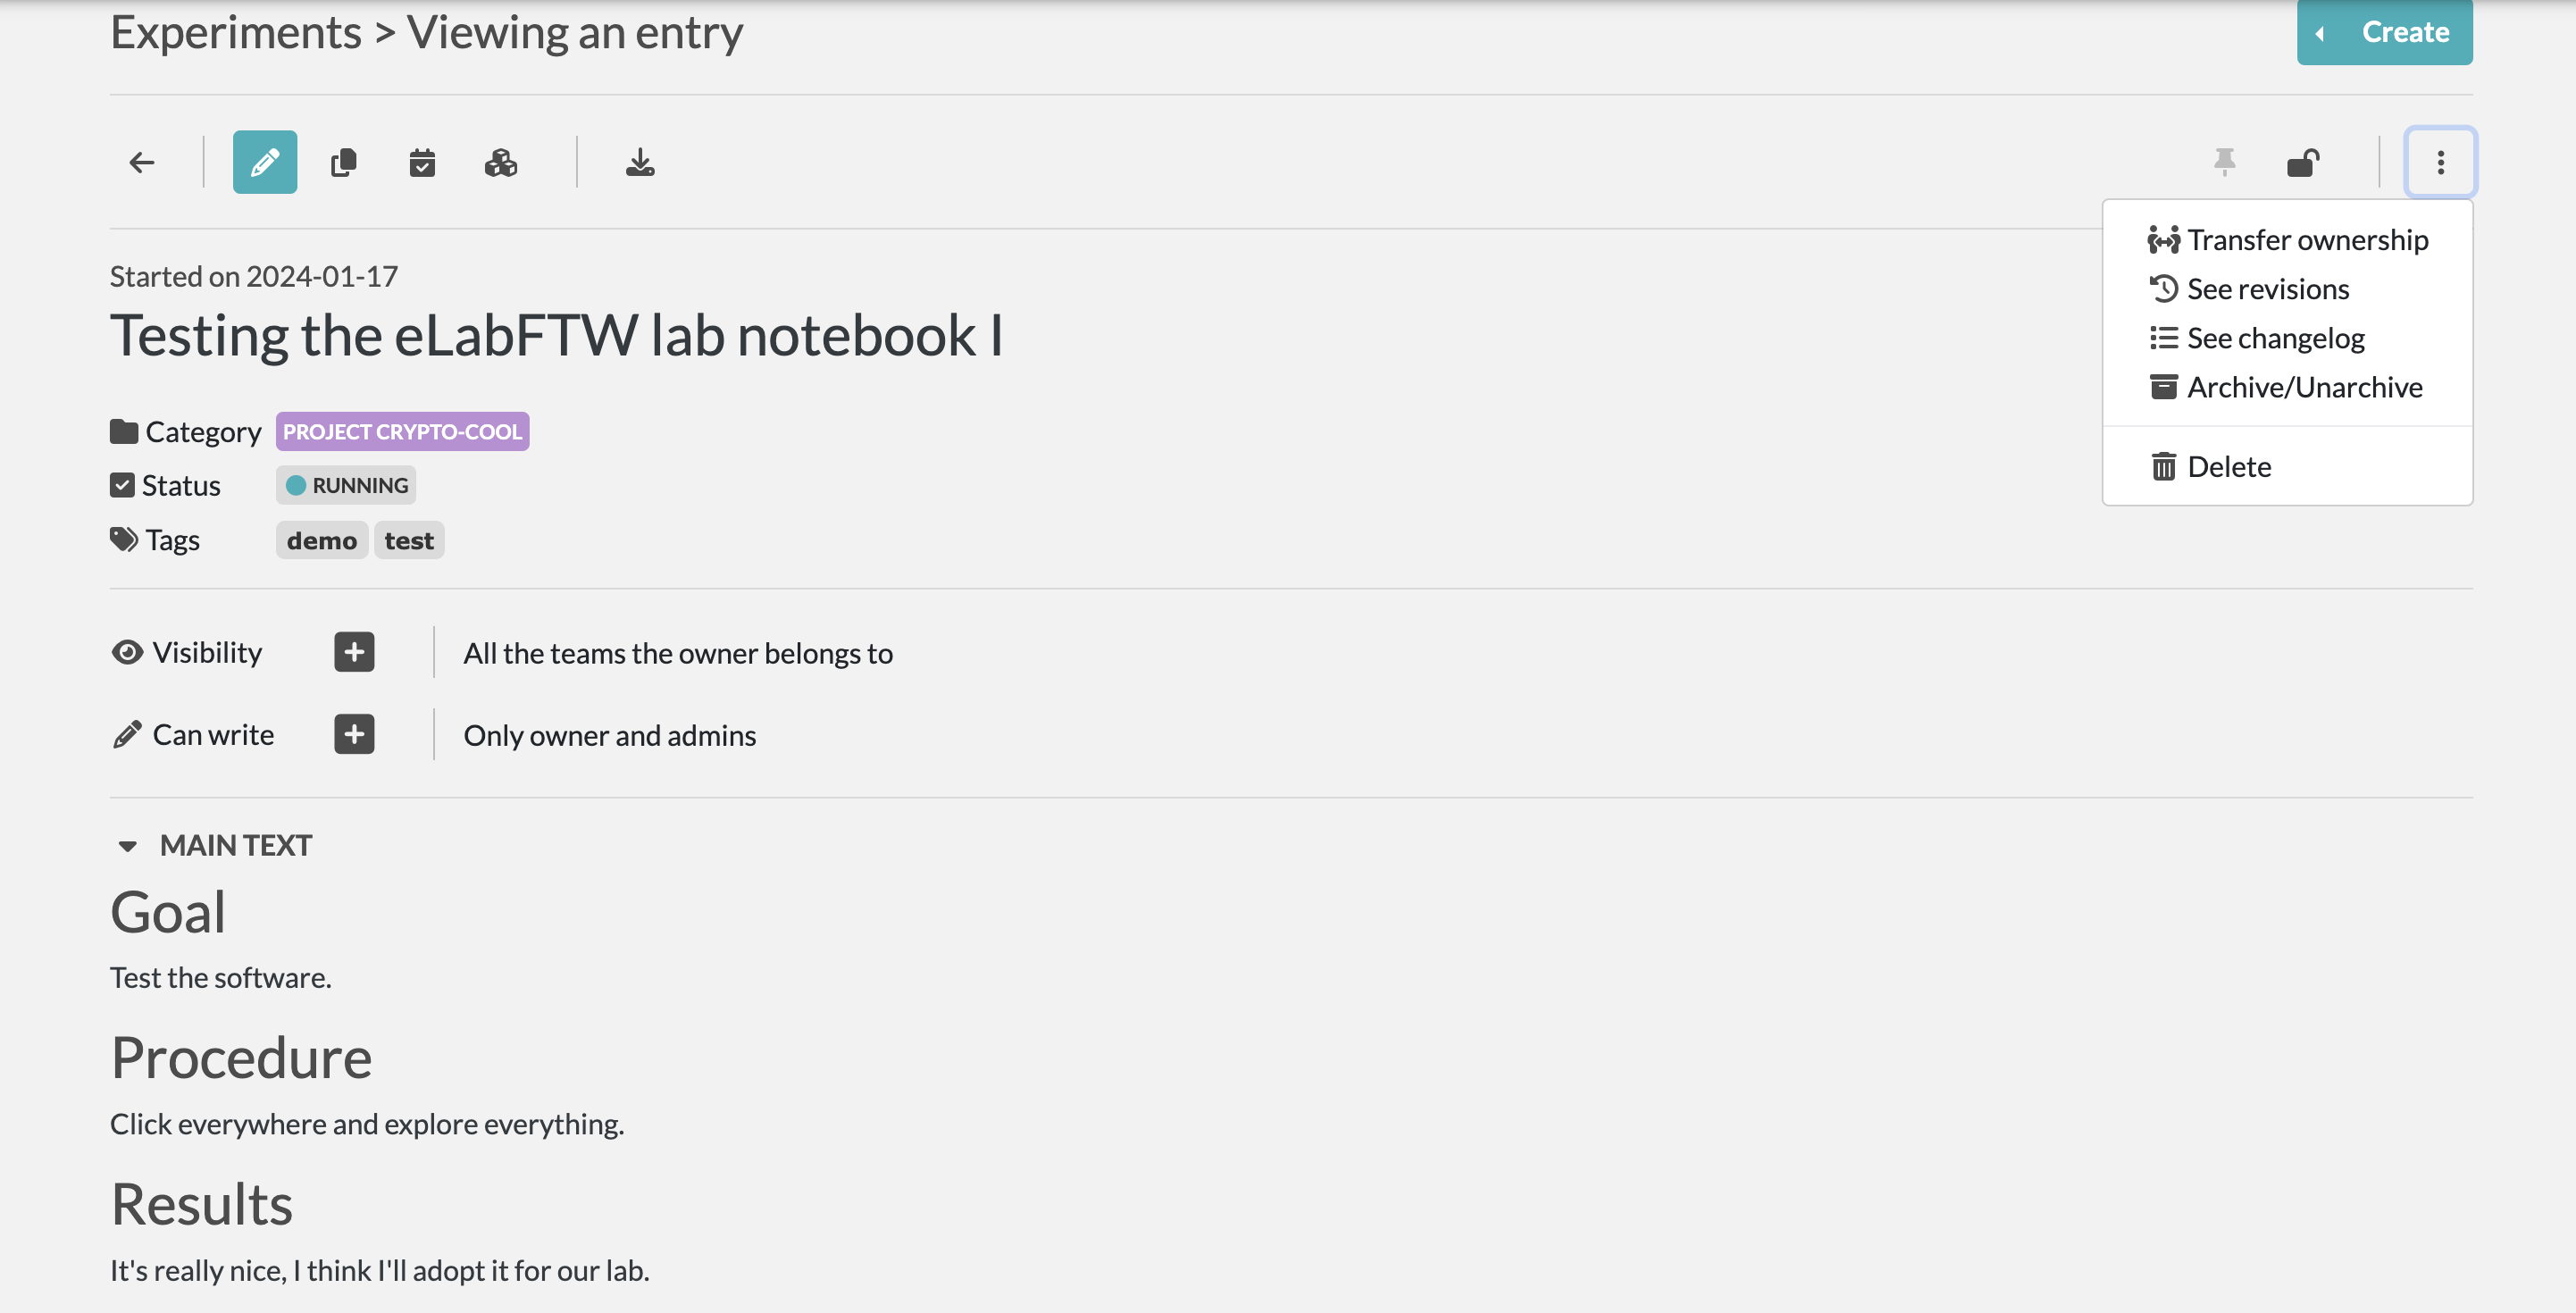 Experiments > Viewing an entry
Create
Transfer ownership
See revisions
See changelog
Archive/Unarchive
Delete
Started on 2024-01-17
Testing the eLabFTW lab notebook I
Category PROJECT CRYPTO-COOL
Status RUNNING
Tags demo test
Visibility All the teams the owner belongs to
Can write Only owner and admins
MAIN TEXT
Goal
Test the software.
Procedure
Click everywhere and explore everything.
Results
It's really nice, I think I'll adopt it for our lab.